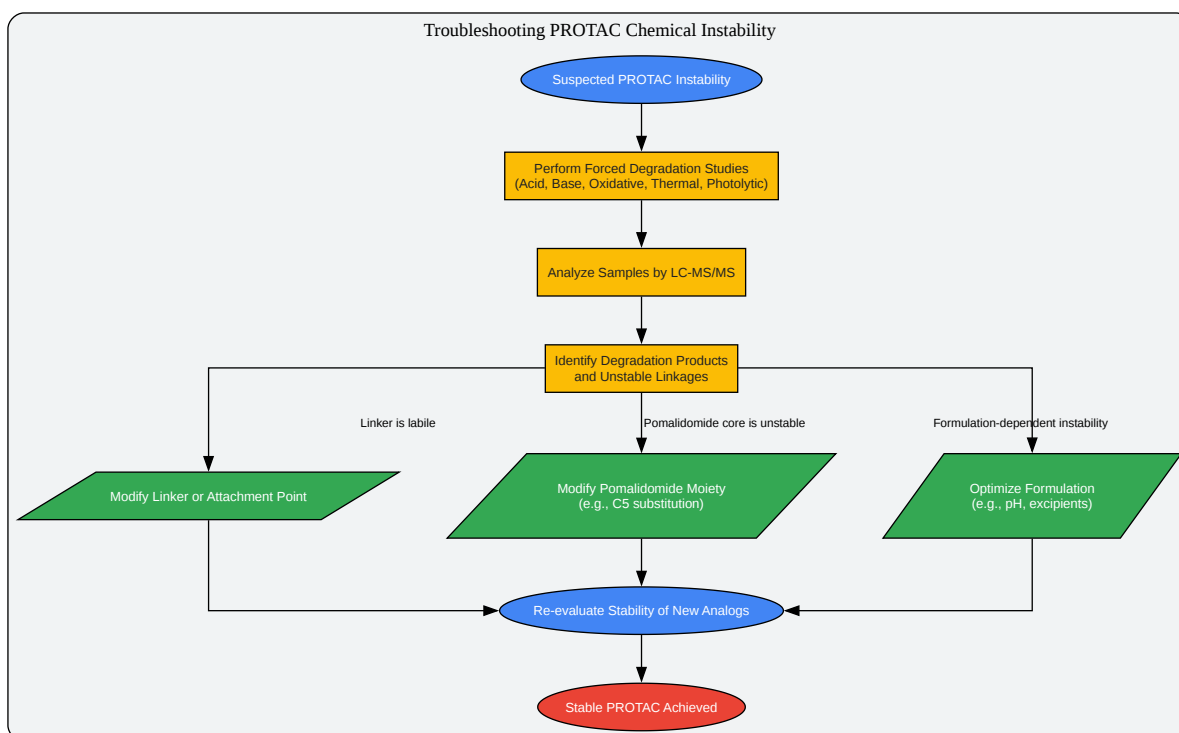 Troubleshooting PROTAC Chemical Instability
Suspected PROTAC Instability
Perform Forced Degradation Studies
(Acid, Base, Oxidative, Thermal, Photolytic)
Analyze Samples by LC-MS/MS
Identify Degradation Products
and Unstable Linkages
Linker is labile
Pomalidomide core is unstable
Formulation-dependent instability
Modify Linker or Attachment Point
Modify Pomalidomide Moiety
(e.g., C5 substitution)
Optimize Formulation
(e.g., pH, excipients)
Re-evaluate Stability of New Analogs
Stable PROTAC Achieved